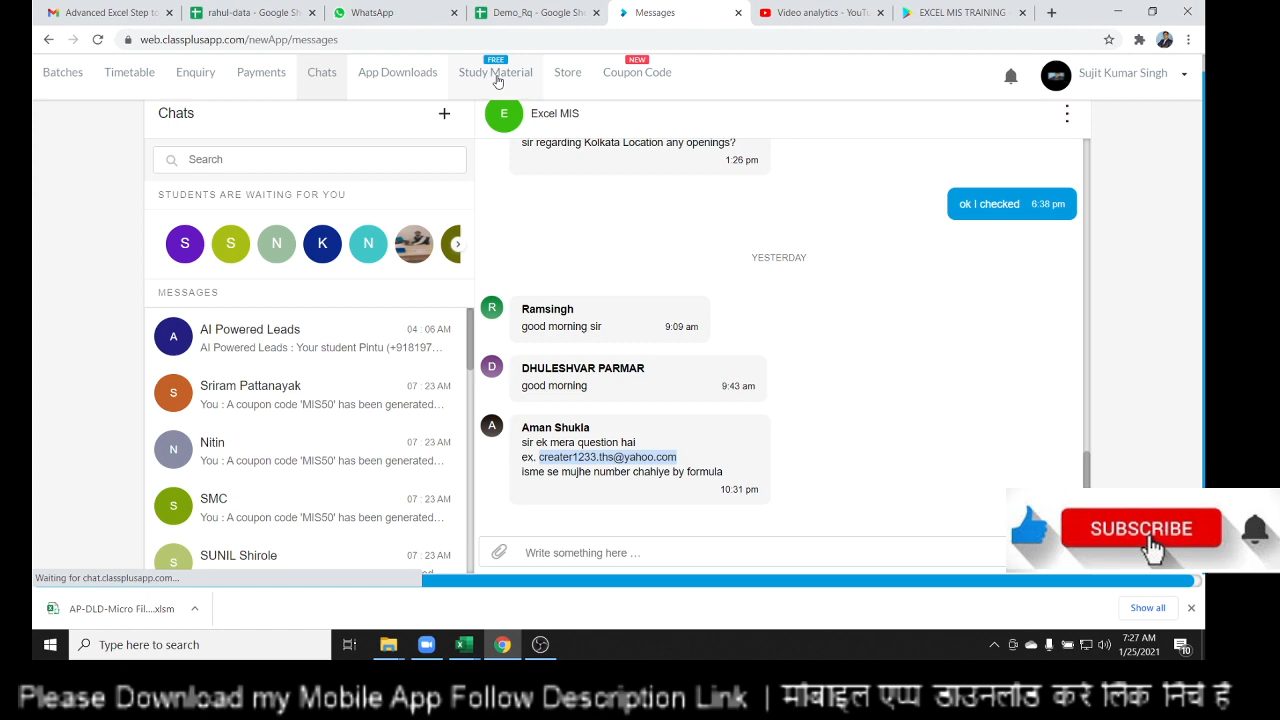 Advanced Excel Step to
rahul-data - Google Sh
WhatsApp
Demo_Rq - Google She
Messages
Video analytics - YouTu
EXCEL MIS TRAINING -
web.classplusapp.com/newApp/messages
Batches
Timetable
Enquiry
Payments
Chats
App Downloads
FREE
Study Material
Store
NEW
Coupon Code
Sujit Kumar Singh
Chats
E
Excel MIS
Search
STUDENTS ARE WAITING FOR YOU
S
S
N
K
N
MESSAGES
A
AI Powered Leads
04 : 06 AM
AI Powered Leads : Your student Pintu (+918197...
S
Sriram Pattanayak
07 : 23 AM
You : A coupon code 'MIS50' has been generated...
N
Nitin
07 : 23 AM
You : A coupon code 'MIS50' has been generated...
S
SMC
07 : 23 AM
You : A coupon code 'MIS50' has been generated...
S
SUNIL Shirole
07 : 23 AM
sir regarding Kolkata Location any openings?
1:26 pm
ok I checked 6:38 pm
YESTERDAY
R
Ramsingh
good morning sir
9:09 am
D
DHULESHVAR PARMAR
good morning
9:43 am
A
Aman Shukla
sir ek mera question hai
ex. creater1233.ths@yahoo.com
isme se mujhe number chahiye by formula
10:31 pm
Write something here ...
SUBSCRIBE
Waiting for chat.classplusapp.com...
AP-DLD-Micro Fil....xlsm
Show all
Type here to search
7:27 AM
1/25/2021
10
Please Download my Mobile App Follow Description Link | मोबाइल एप्प डाउनलोड करे लिंक निचे हैं